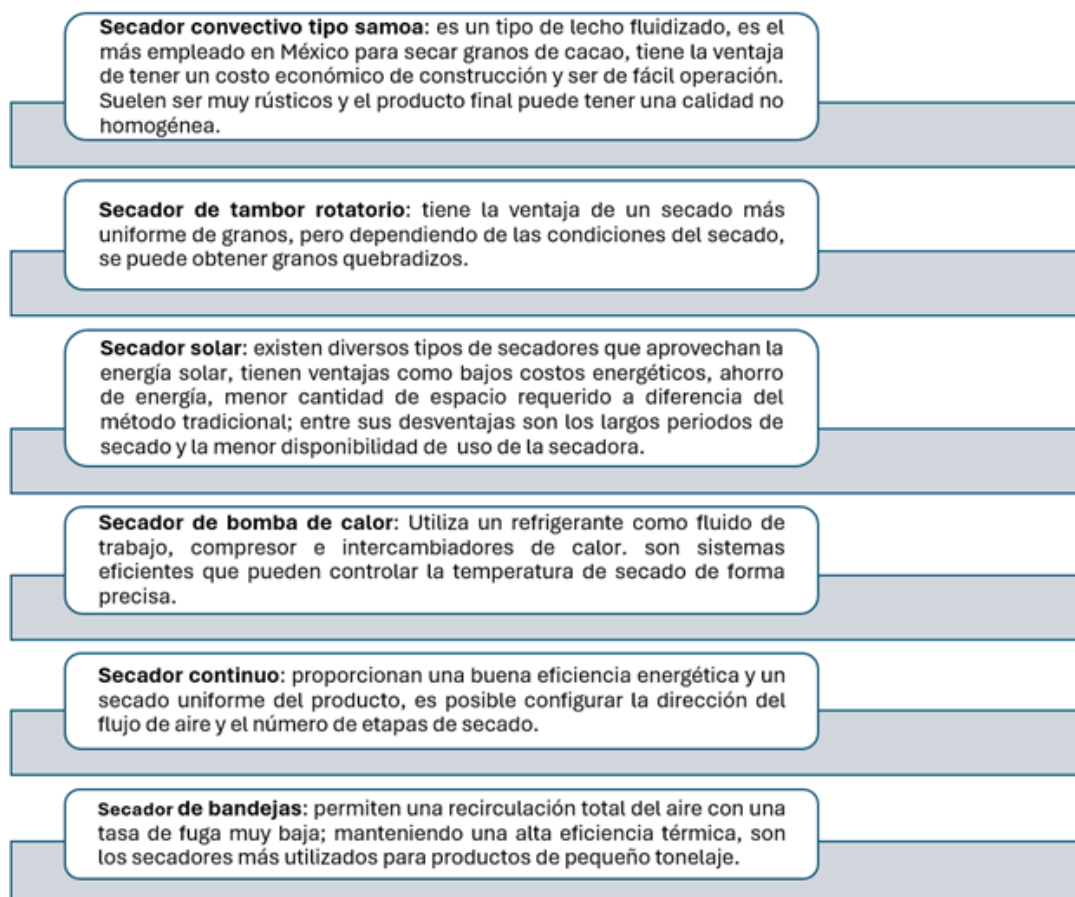 Secador convectivo tipo samoa: es un tipo de lecho fluidizado, es el
más empleado en México para secar granos de cacao, tiene la ventaja
de tener un costo económico de construcción y ser de fácil operación.
Suelen ser muy rústicos y el producto final puede tener una calidad no
homogénea.
Secador de tambor rotatorio: tiene la ventaja de un secado más
uniforme de granos, pero dependiendo de las condiciones del secado,
se puede obtener granos quebradizos.
Secador solar: existen diversos tipos de secadores que aprovechan la
energía solar, tienen ventajas como bajos costos energéticos, ahorro
de energía, menor cantidad de espacio requerido a diferencia del
método tradicional; entre sus desventajas son los largos periodos de
secado y la menor disponibilidad de uso de la secadora.
Secador de bomba de calor: Utiliza un refrigerante como fluido de
trabajo, compresor e intercambiadores de calor. son sistemas
eficientes que pueden controlar la temperatura de secado de forma
precisa.
Secador continuo: proporcionan una buena eficiencia energética y un
secado uniforme del producto, es posible configurar la dirección del
flujo de aire y el número de etapas de secado.
Secador de bandejas: permiten una recirculación total del aire con una
tasa de fuga muy baja; manteniendo una alta eficiencia térmica, son
los secadores más utilizados para productos de pequeño tonelaje.